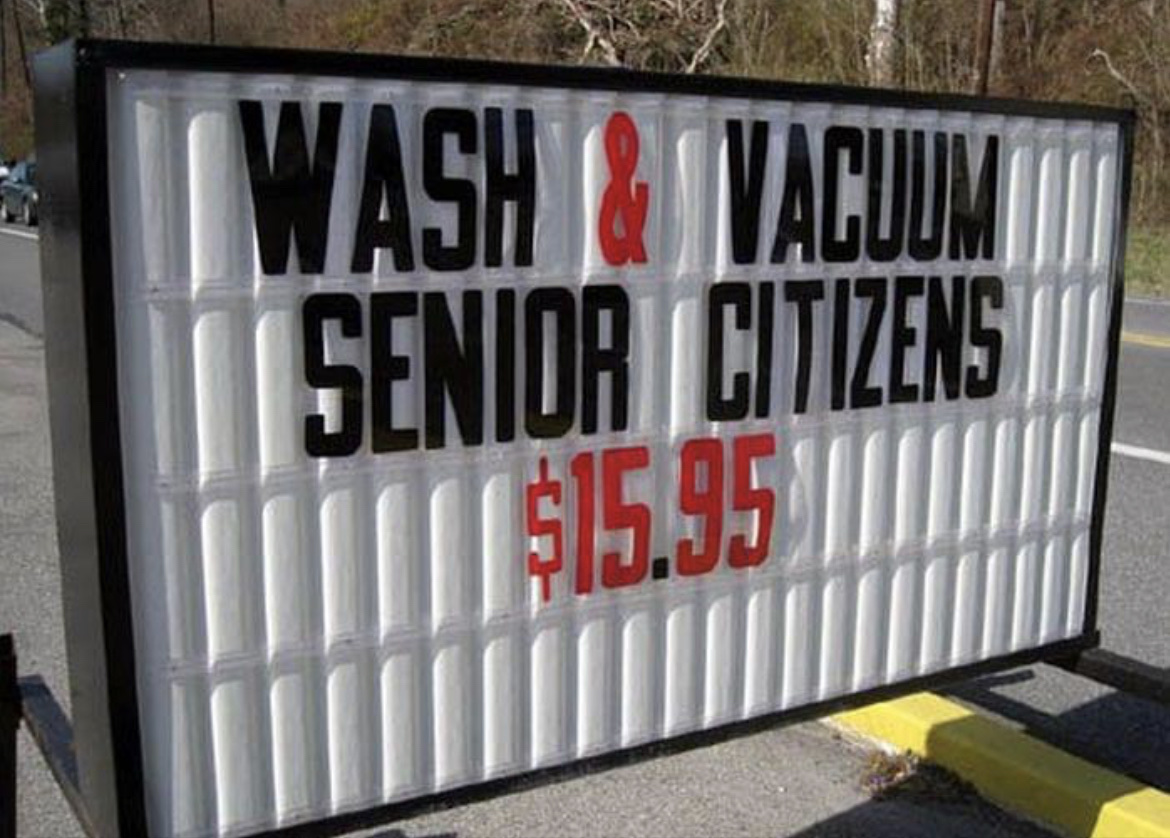 WASH & VACUUM
SENIOR CITIZENS
$15.95